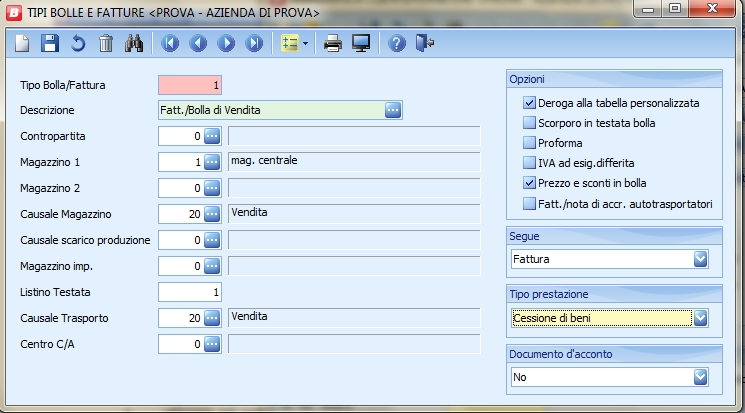 B TIPI BOLLE E FATTURE <PROVA - AZIENDA DI PROVA>
Tipo Bolla/Fattura 1
Descrizione Fatt./Bolla di Vendita
Contropartita 0
Magazzino 1 1 mag. centrale
Magazzino 2 0
Causale Magazzino 20 Vendita
Causale scarico produzione 0
Magazzino imp. 0
Listino Testata 1
Causale Trasporto 20 Vendita
Centro C/A 0
Opzioni
Deroga alla tabella personalizzata
Scorporo in testata bolla
Proforma
IVA ad esig.differita
Prezzo e sconti in bolla
Fatt./nota di accr. autotrasportatori
Segue
Fattura
Tipo prestazione
Cessione di beni
Documento d'acconto
No